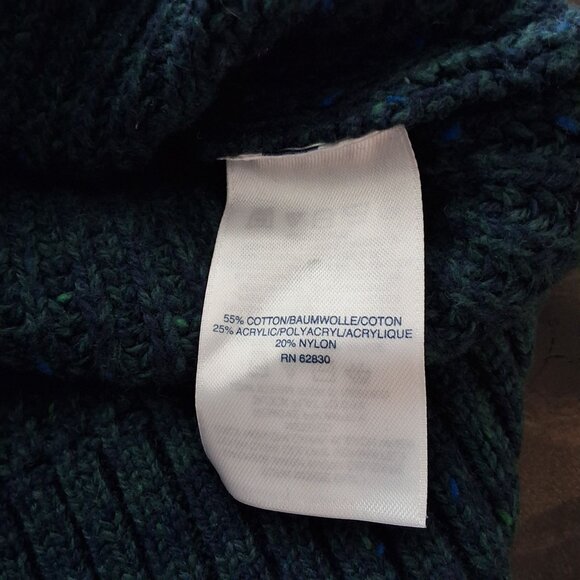 55% COTTON/BAUMWOLLE/COTON
25% ACRYLIC/POLYACRYL/ACRYLIQUE
20% NYLON
RN 62830